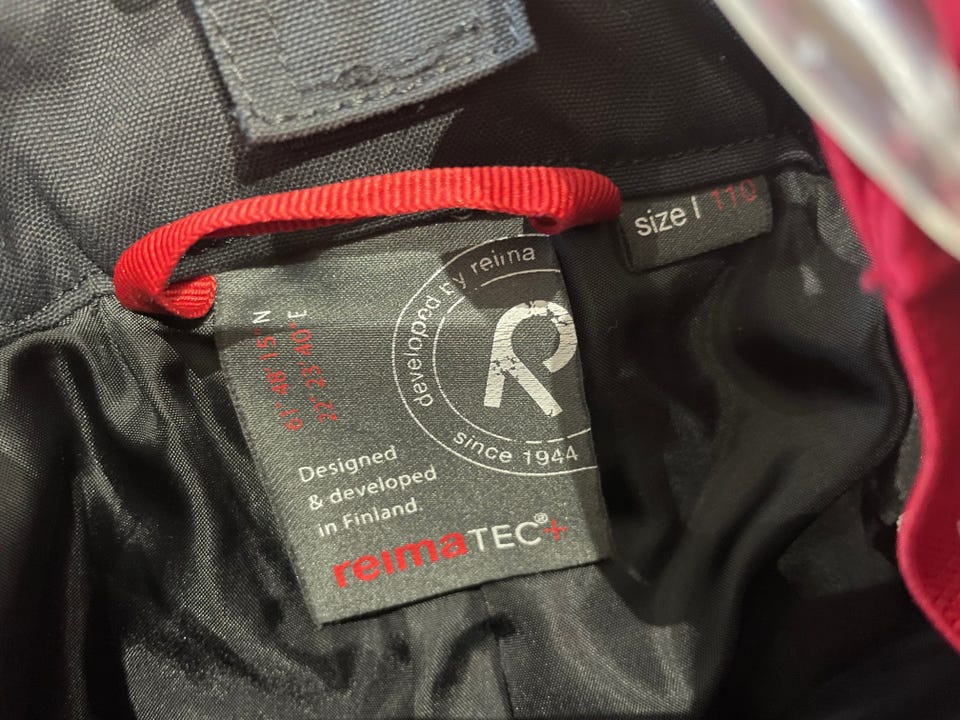 size | 110
developed by reima
R
since 1944
61° 46' 15" N
22° 23' 40" E
Designed
& developed
in Finland.
reimaTEC®+